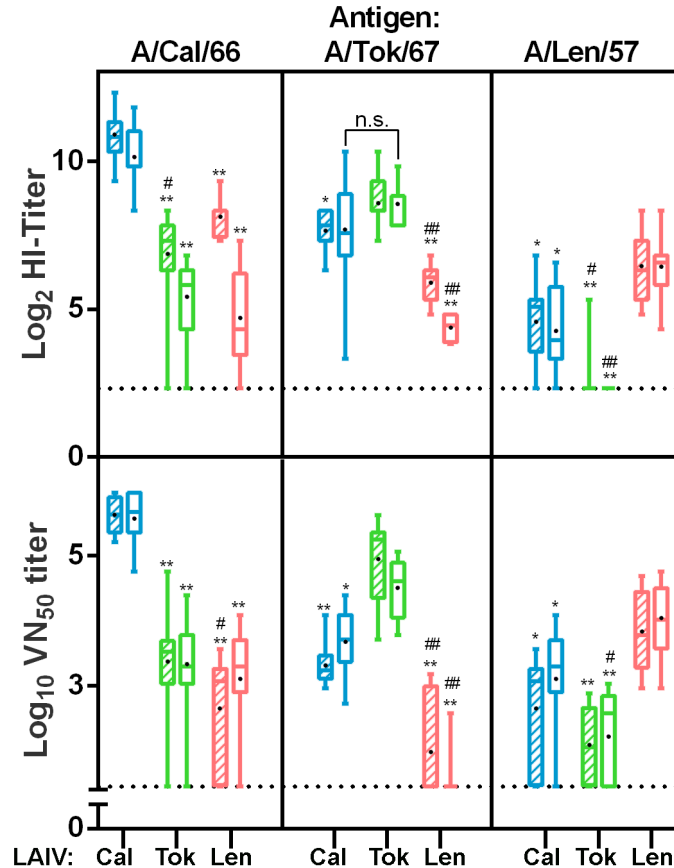 Antigen:
A/Cal/66 A/Tok/67 A/Len/57
Log2 HI-Titer
10
5
0
# ** ** ** **
n.s.
* ## ** ## **
* * # ** ## **
Log10 VN50 titer
5
3
0
** ** # ** **
** * ## ** ## **
* * ** # **
LAIV: Cal Tok Len Cal Tok Len Cal Tok Len